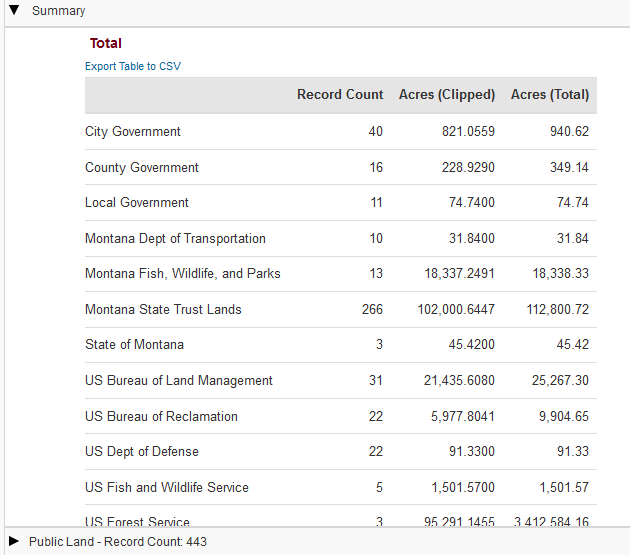 Summary
Total
Export Table to CSV
Record Count Acres (Clipped) Acres (Total)
City Government 40 821.0559 940.62
County Government 16 228.9290 349.14
Local Government 11 74.7400 74.74
Montana Dept of Transportation 10 31.8400 31.84
Montana Fish, Wildlife, and Parks 13 18,337.2491 18,338.33
Montana State Trust Lands 266 102,000.6447 112,800.72
State of Montana 3 45.4200 45.42
US Bureau of Land Management 31 21,435.6080 25,267.30
US Bureau of Reclamation 22 5,977.8041 9,904.65
US Dept of Defense 22 91.3300 91.33
US Fish and Wildlife Service 5 1,501.5700 1,501.57
US Forest Service 3 95,291.1455 3,412,584.16
Public Land - Record Count: 443